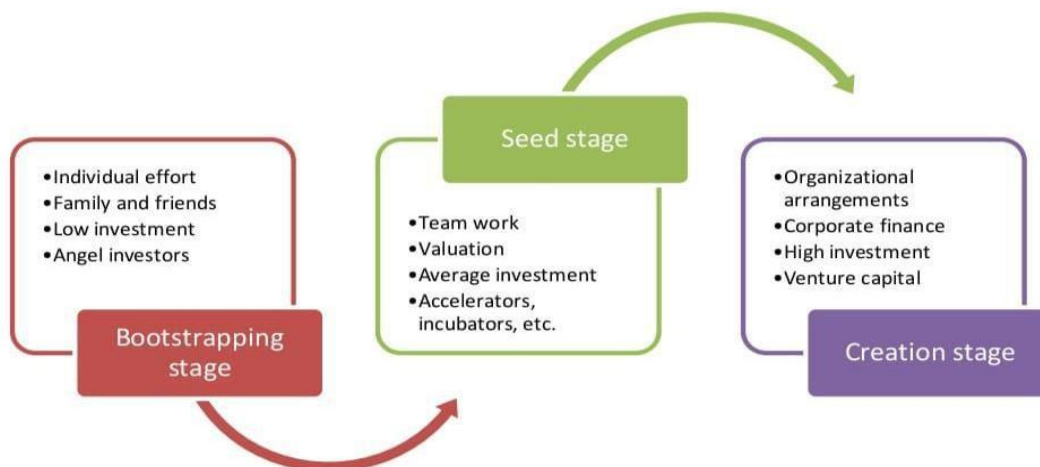 •Individual effort
•Family and friends
•Low investment
•Angel investors
Bootstrapping
stage
Seed stage
•Team work
•Valuation
•Average investment
•Accelerators,
incubators, etc.
•Organizational
arrangements
•Corporate finance
•High investment
•Venture capital
Creation stage